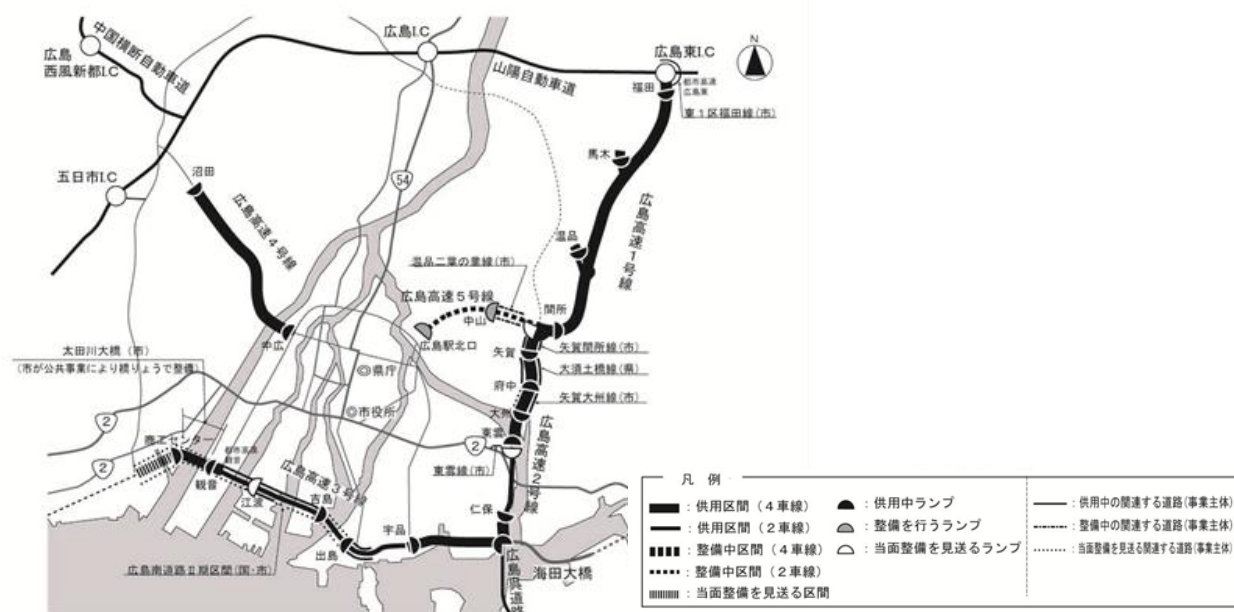 広島
西風新都I.C
中国横断自動車道
広島I.C
山陽自動車道
広島東I.C
N
福田
都市高速
広島東
東1区福田線(市)
馬木
五日市I.C
沼田
54
広島高速4号線
広島高速1号線
温品
温品二葉の里線(市)
広島高速5号線
中山
間所
広島駅北口
中広
矢賀
矢賀間所線(市)
太田川大橋(市)
(市が公共事業により橋りょうで整備)
◎県庁
大須土橋線(県)
府中
矢賀大州線(市)
◎市役所
大州
2
東雲
2
広島高速2号線
商工センター
都市高速
観音
2
東雲線(市)
観音
広島高速3号線
江波
吉島
仁保
宇品
出島
広島南道路Ⅱ期区間(国・市)
海田大橋
広島呉道路
凡 例
: 供用区間(4車線)
: 供用区間(2車線)
: 整備中区間(4車線)
: 整備中区間(2車線)
: 当面整備を見送る区間
: 供用中ランプ
: 整備を行うランプ
: 当面整備を見送るランプ
: 供用中の関連する道路(事業主体)
: 整備中の関連する道路(事業主体)
: 当面整備を見送る関連する道路(事業主体)